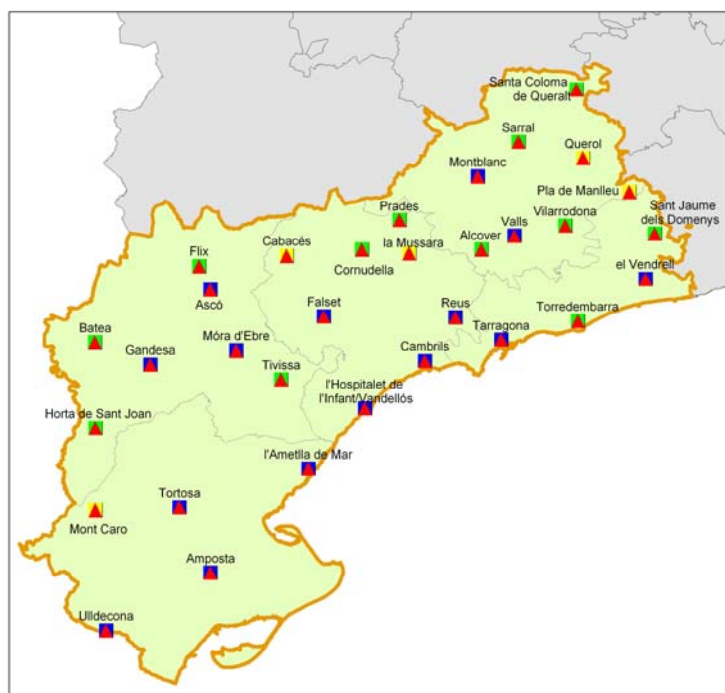 Santa Coloma
de Queralt
Sarral
Querol
Montblanc
Pla de Manlleu
Prades
Vilarrodona
Sant Jaume
dels Domenys
Valls
Cabacés
la Mussara
Alcover
Flix
Cornudella
el Vendrell
Ascó
Falset
Reus
Torredembarra
Batea
Móra d'Ebre
Tarragona
Gandesa
Tivissa
Cambrils
l'Hospitalet de
l'Infant/Vandellós
Horta de Sant Joan
l'Ametlla de Mar
Tortosa
Mont Caro
Amposta
Ulldecona